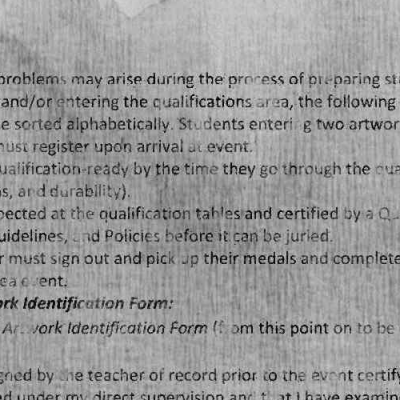 problems may arise during the process of preparing st
and/or entering the qualifications area, the following
e sorted alphabetically. Students entering two artwor
must register upon arrival at event.
ualification-ready by the time they go through the qua
s, and durability).
pected at the qualification tables and certified by a Q
uidelines, and Policies before it can be juried.
r must sign out and pick up their medals and complete
ea event.
ork Identification Form:
Artwork Identification Form (from this point on to be
gned by the teacher of record prior to the event certify
ed under my direct supervision and that I have examin